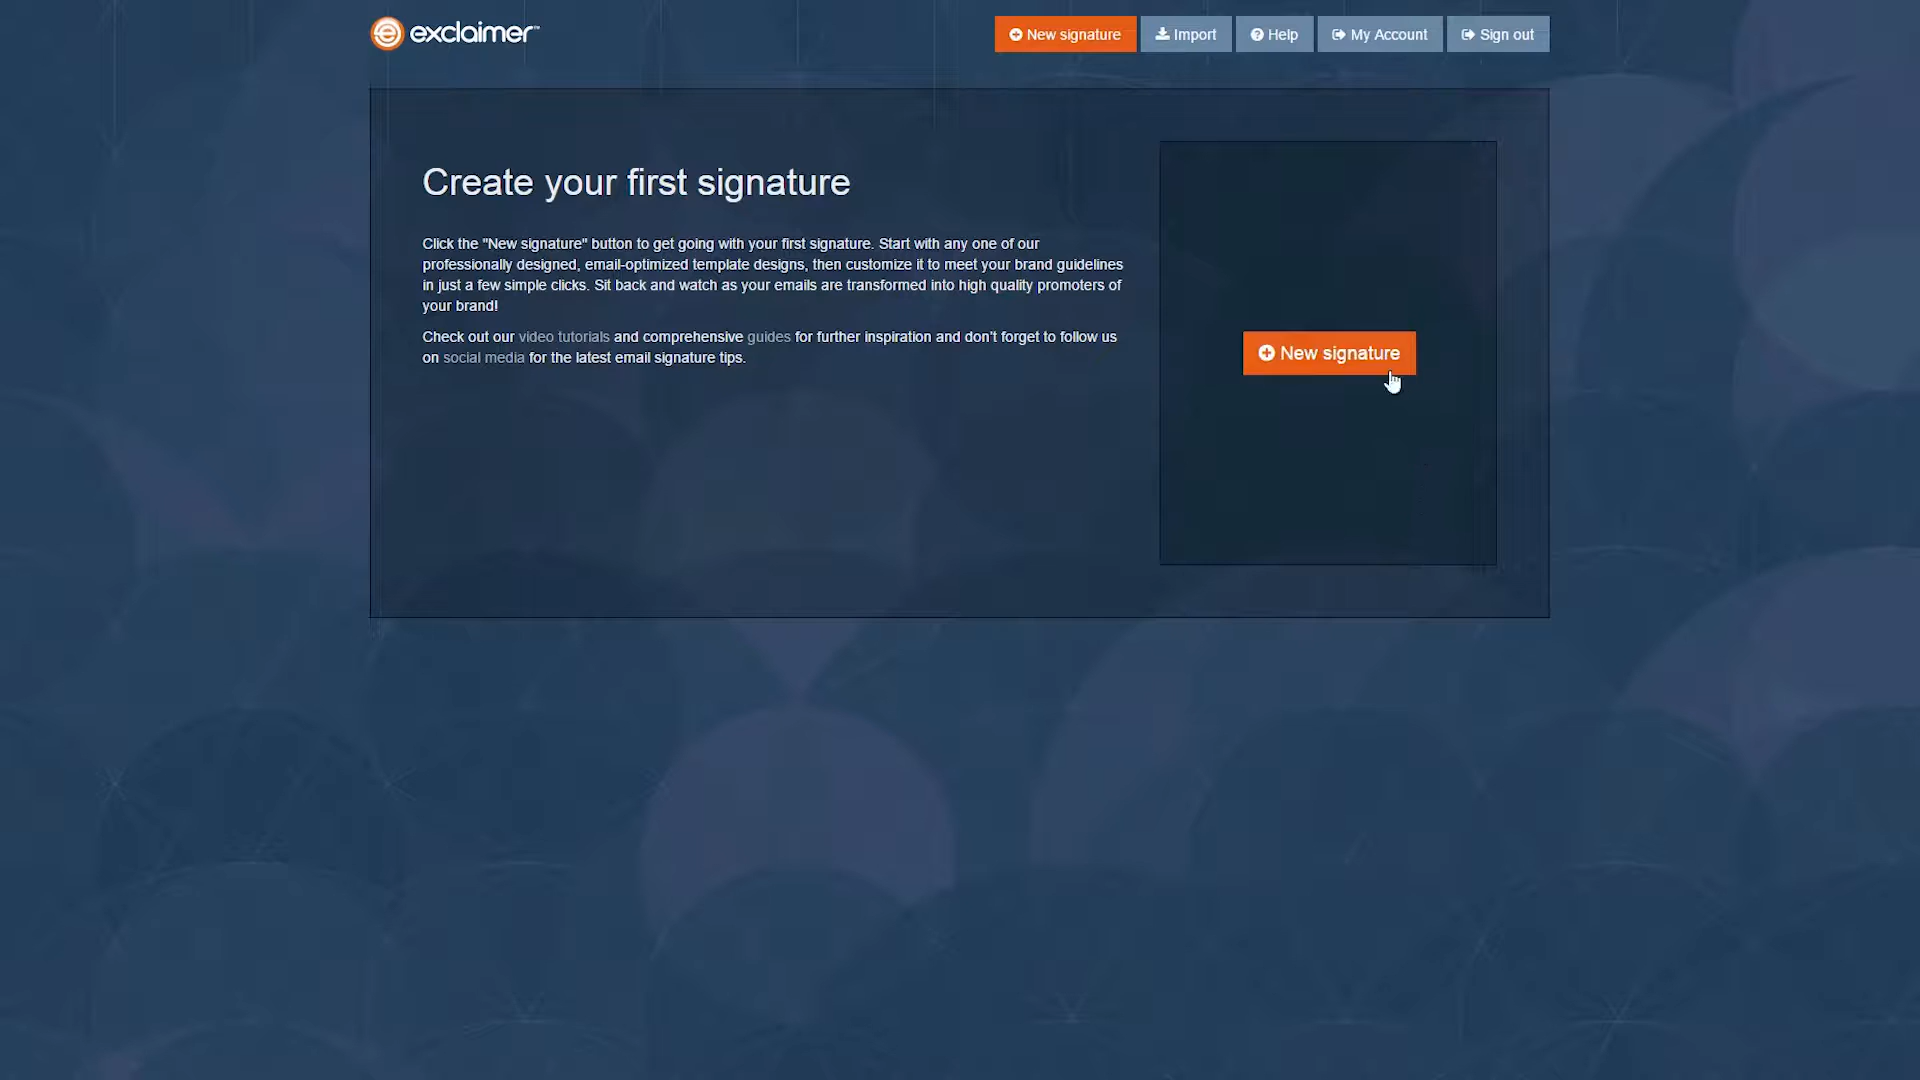 exclaimer™
New signature
Import
Help
My Account
Sign out
Create your first signature
Click the "New signature" button to get going with your first signature. Start with any one of our
professionally designed, email-optimized template designs, then customize it to meet your brand guidelines
in just a few simple clicks. Sit back and watch as your emails are transformed into high quality promoters of
your brand!
Check out our video tutorials and comprehensive guides for further inspiration and don't forget to follow us
on social media for the latest email signature tips.
New signature